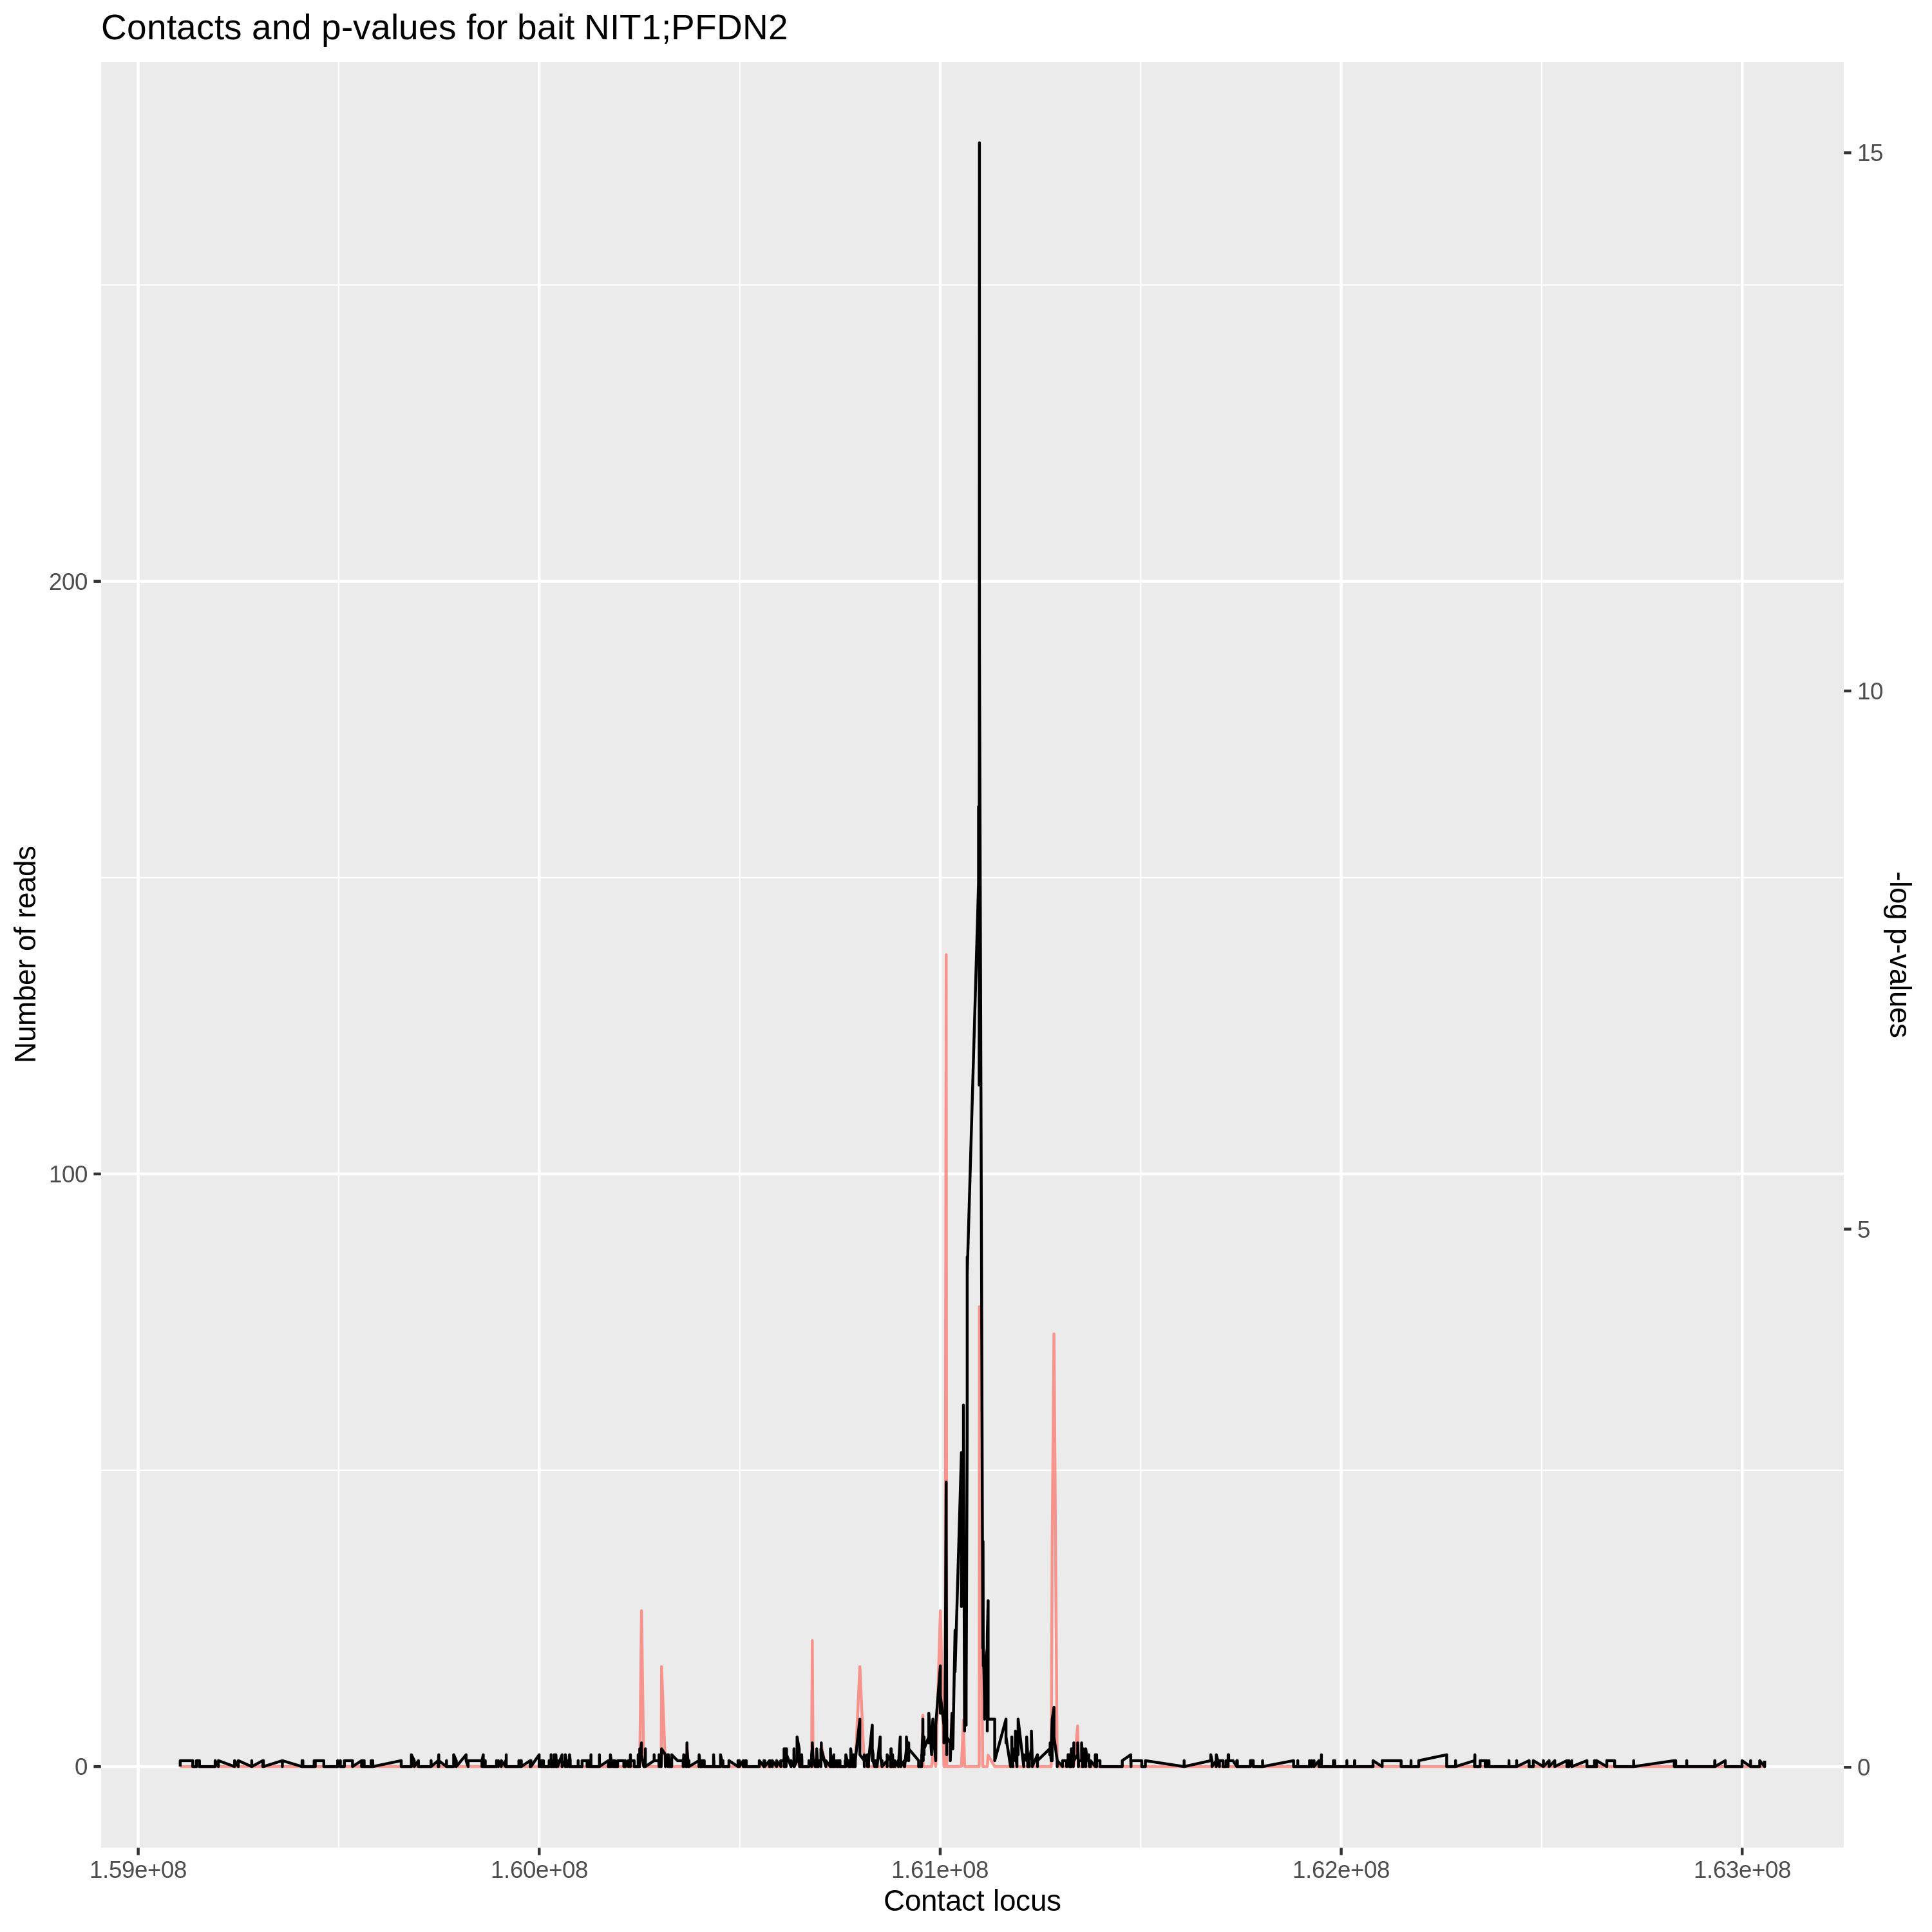 Contacts and p-values for bait NIT1;PFDN2
Number of reads
200
100
0
15
10
5
0
-log p-values
1.59e+08 1.60e+08 1.61e+08 1.62e+08 1.63e+08
Contact locus